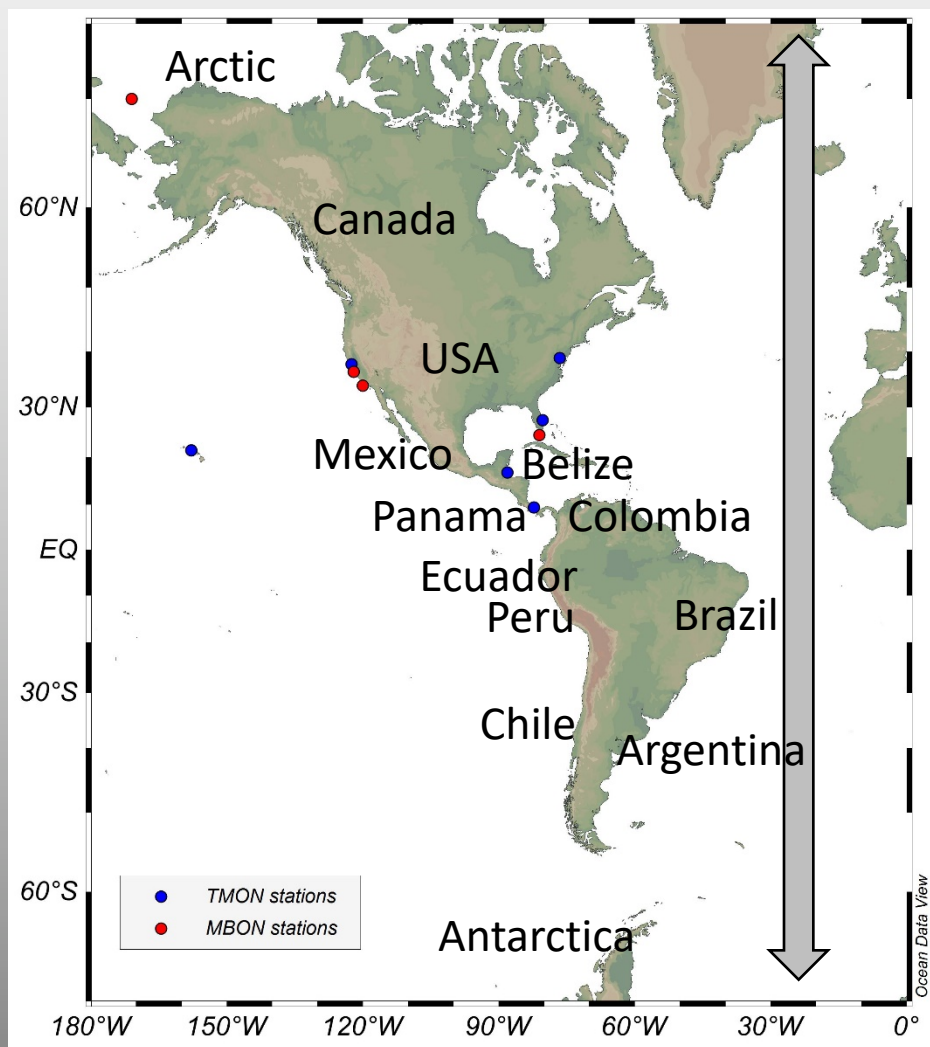 Arctic
60°N
Canada
USA
30°N
Mexico
Belize
Panama
Colombia
EQ
Ecuador
Peru
Brazil
30°S
Chile
Argentina
60°S
TMON stations
MBON stations
Antarctica
Ocean Data View
180°W
150°W
120°W
90°W
60°W
30°W
0°